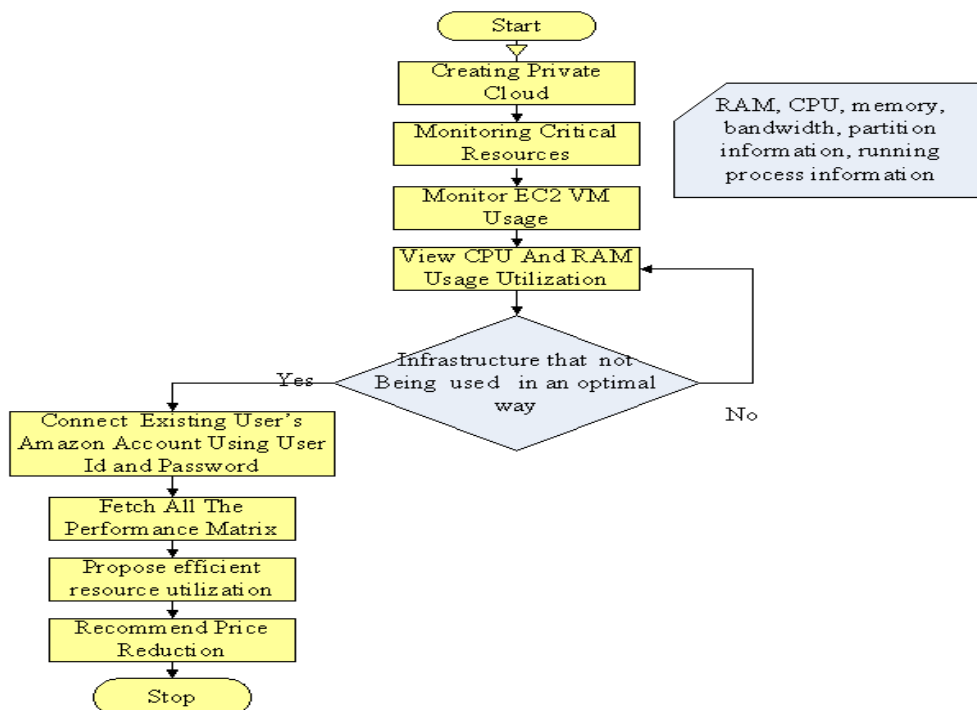 Start
Creating Private
Cloud
RAM, CPU, memory,
bandwidth, partition
information, running
process information
Monitoring Critical
Resources
Monitor EC2 VM
Usage
View CPU And RAM
Usage Utilization
Infrastructure that not
Being used in an optimal
way
Yes
No
Connect Existing User's
Amazon Account Using User
Id and Password
Fetch All The
Performance Matrix
Propose efficient
resource utilization
Recommend Price
Reduction
Stop